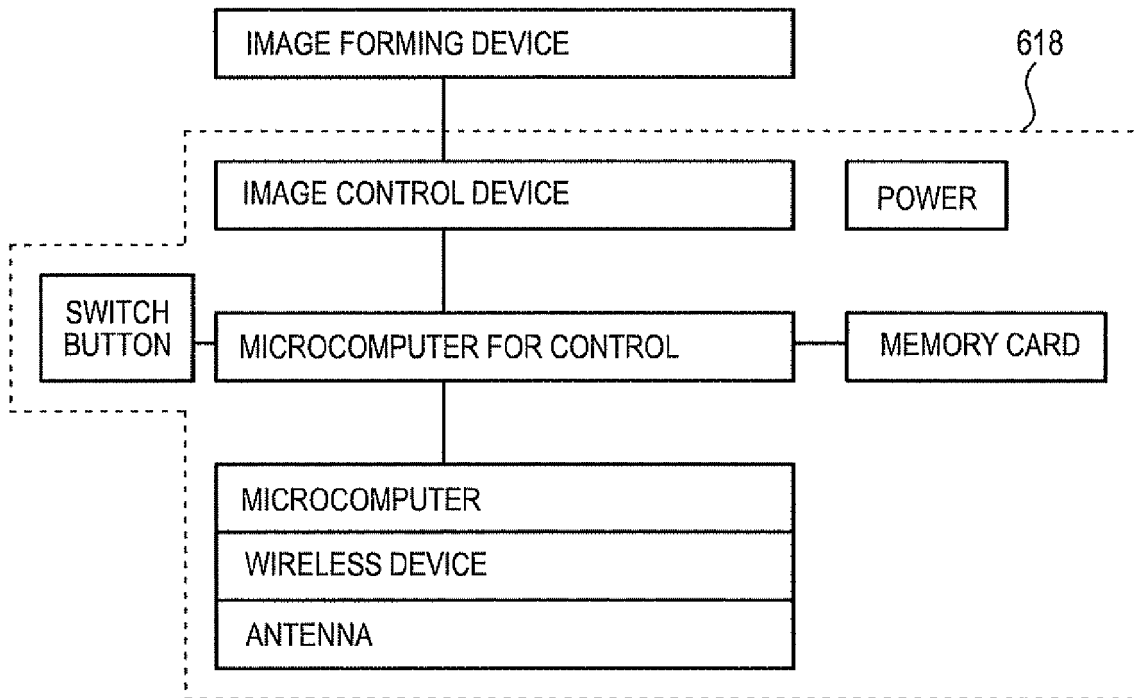 IMAGE FORMING DEVICE
618
IMAGE CONTROL DEVICE
POWER
SWITCH
BUTTON
MICROCOMPUTER FOR CONTROL
MEMORY CARD
MICROCOMPUTER
WIRELESS DEVICE
ANTENNA